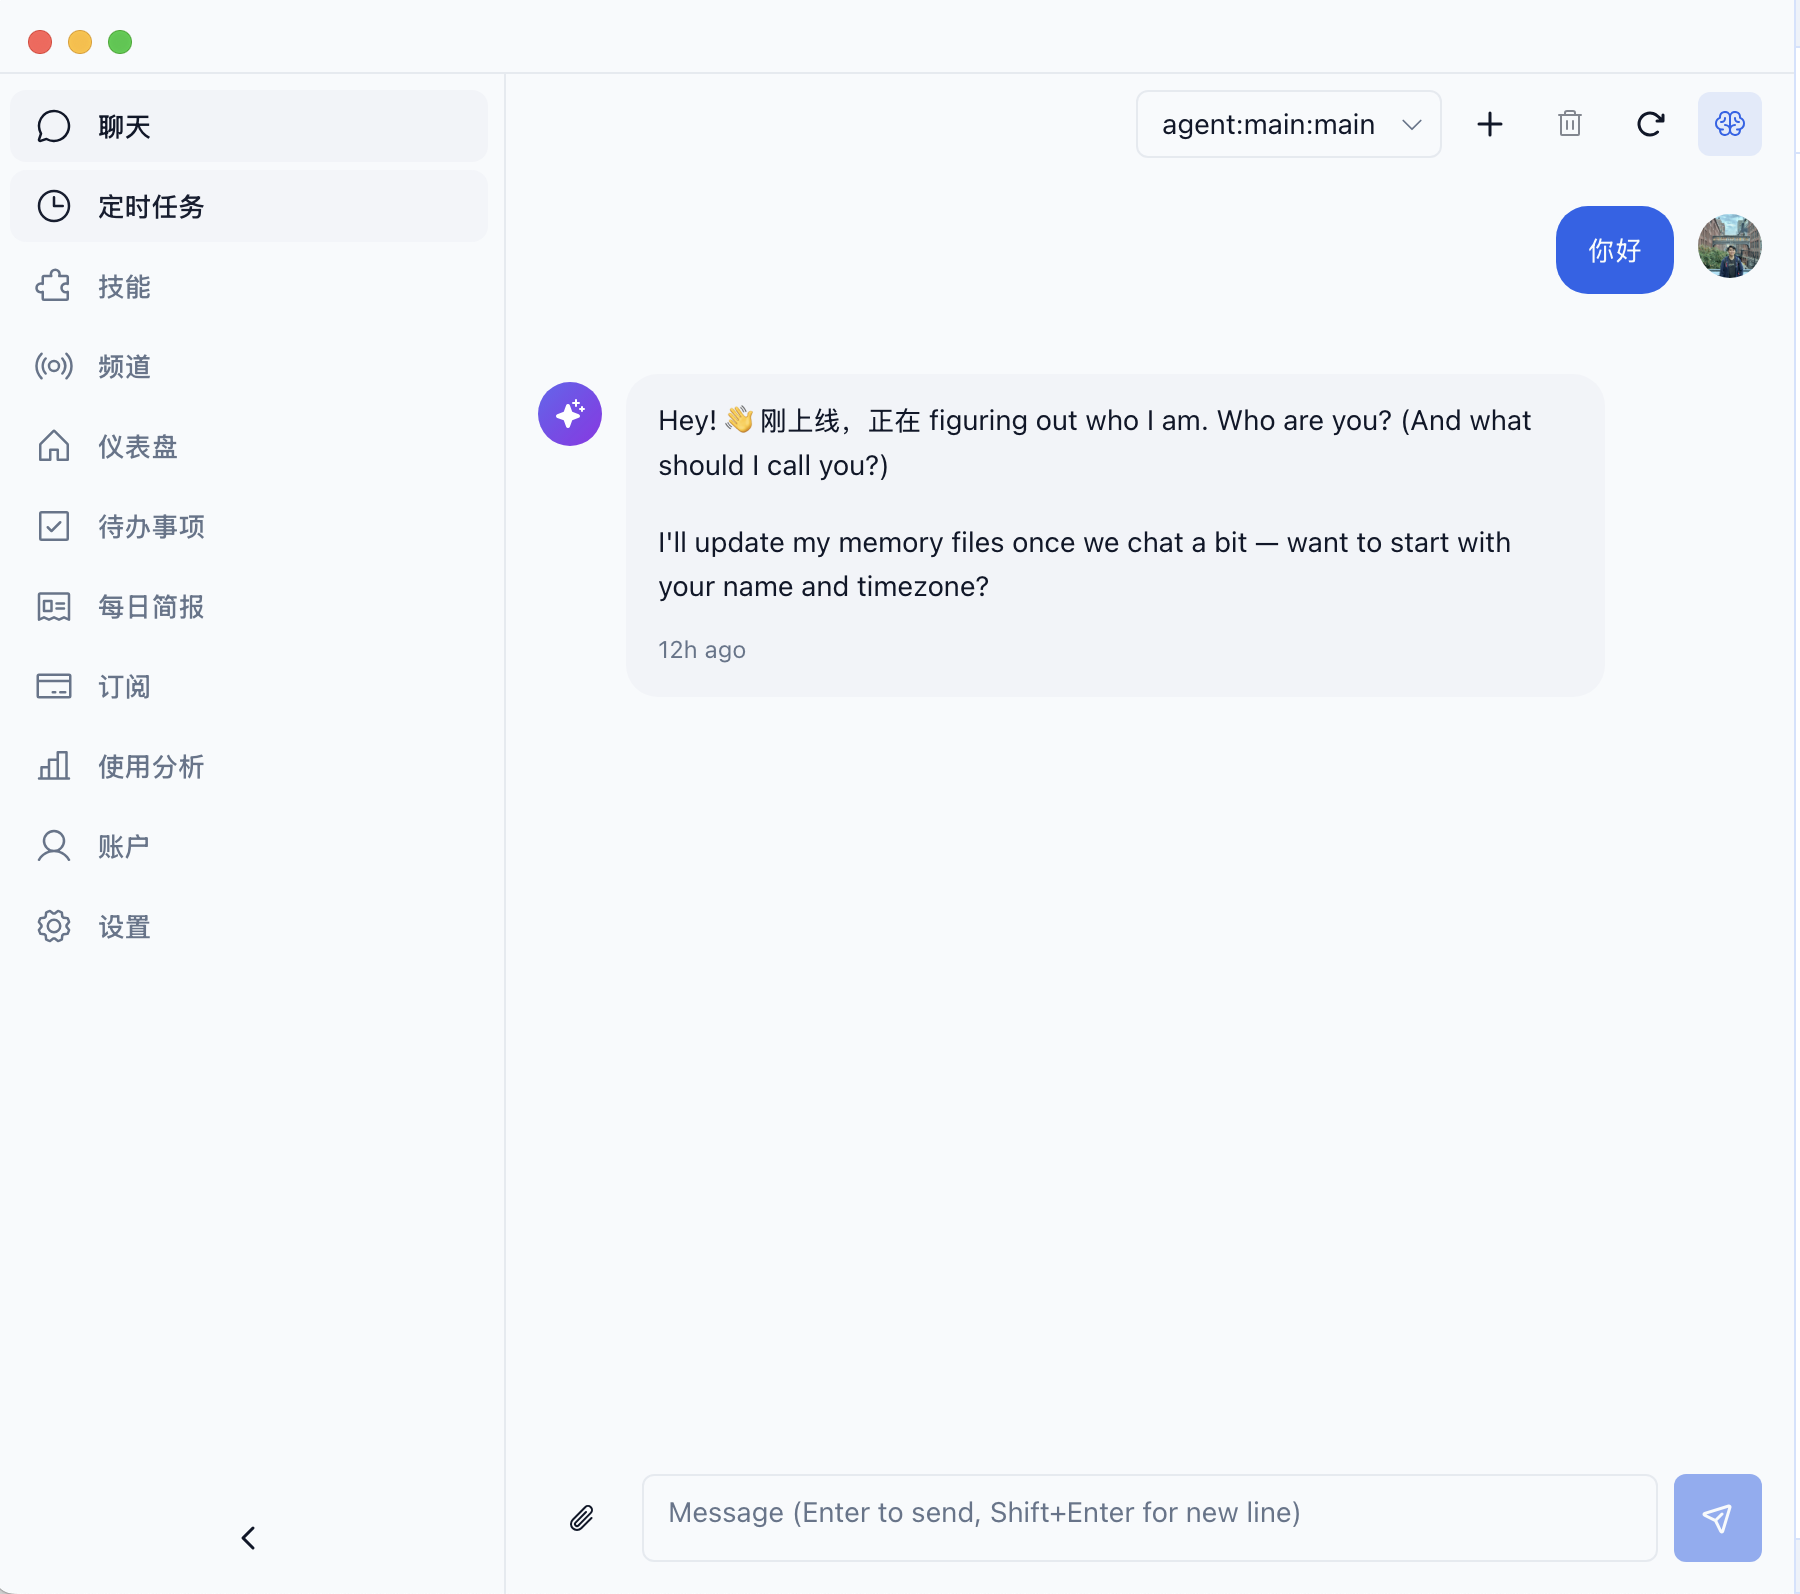 聊天
定时任务
技能
频道
仪表盘
待办事项
每日简报
订阅
使用分析
账户
设置
agent:main:main
你好
Hey! 👋 刚上线，正在 figuring out who I am. Who are you? (And what
should I call you?)
I'll update my memory files once we chat a bit — want to start with
your name and timezone?
12h ago
Message (Enter to send, Shift+Enter for new line)